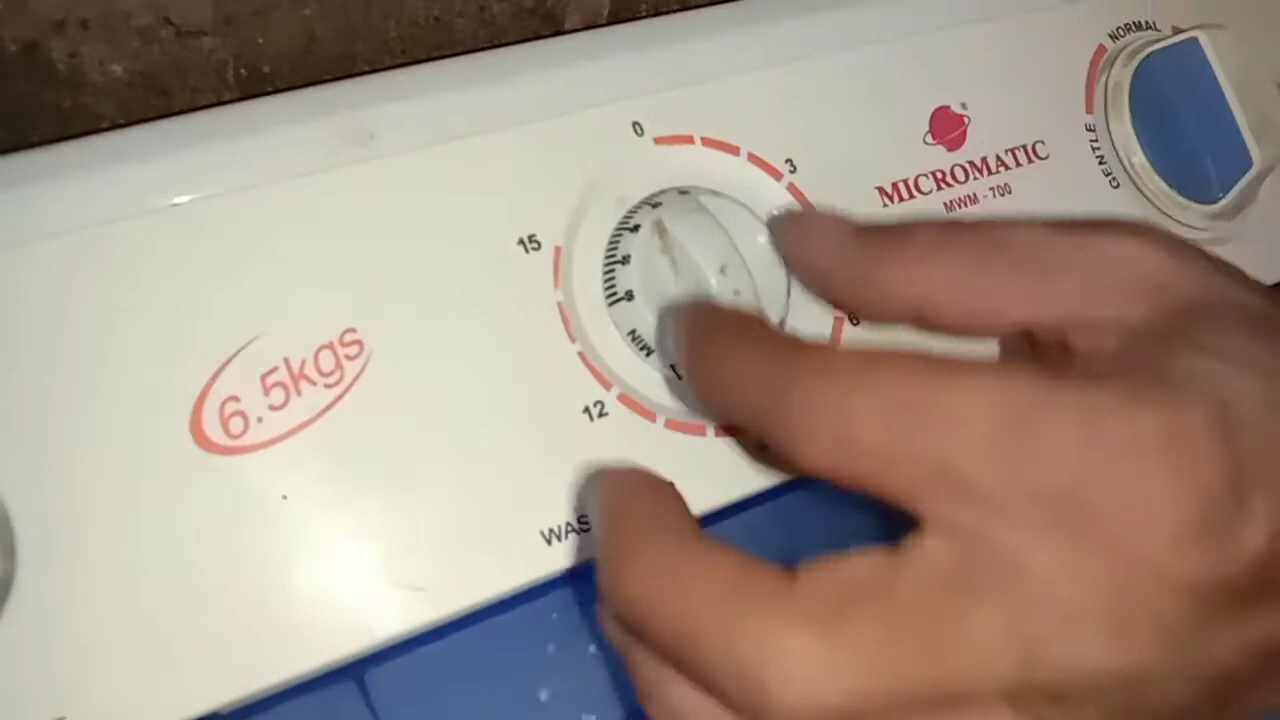 NORMAL
GENTLE
MICROMATIC
MWM - 700
0
3
6
12
15
MIN
6.5kgs
WAS